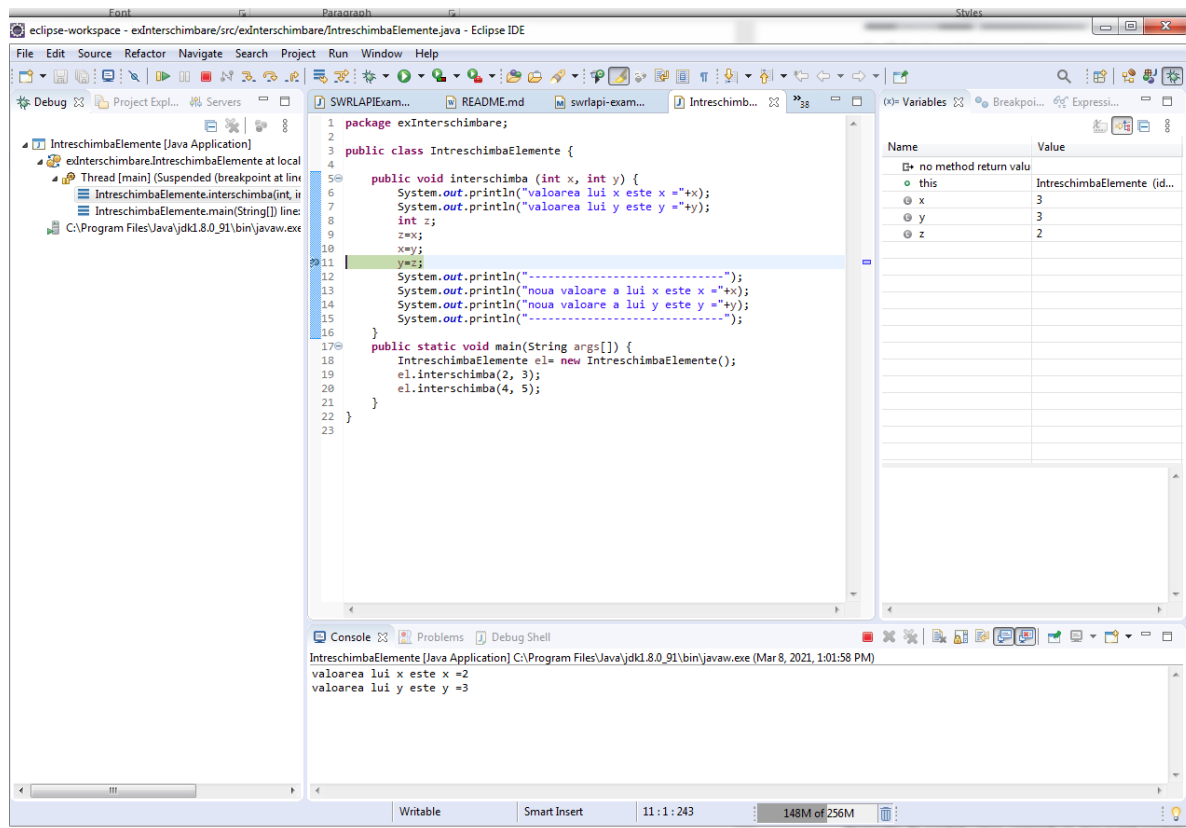 Font Paragraph Styles
eclipse-workspace - exInterschimbare/src/exInterschimbare/IntreschimbaElemente.java - Eclipse IDE
File Edit Source Refactor Navigate Search Project Run Window Help
Debug Project Expl... Servers
IntreschimbaElemente [Java Application]
exInterschimbare.IntreschimbaElemente at local
Thread [main] (Suspended (breakpoint at line
IntreschimbaElemente.interschimba(int, in
IntreschimbaElemente.main(String[]) line:
C:\Program Files\Java\jdk1.8.0_91\bin\javaw.exe
SWRLAPIExam... README.md swrlapi-exam... Intreschimb... »38
1 package exInterschimbare;
2
3 public class IntreschimbaElemente {
4
5 public void interschimba (int x, int y) {
6 System.out.println("valoarea lui x este x ="+x);
7 System.out.println("valoarea lui y este y ="+y);
8 int z;
9 z=x;
10 x=y;
11 y=z;
12 System.out.println("------------------------------");
13 System.out.println("noua valoare a lui x este x ="+x);
14 System.out.println("noua valoare a lui y este y ="+y);
15 System.out.println("------------------------------");
16 }
17 public static void main(String args[]) {
18 IntreschimbaElemente el= new IntreschimbaElemente();
19 el.interschimba(2, 3);
20 el.interschimba(4, 5);
21 }
22 }
23
(x)= Variables Breakpoi... Expressi...
Name Value
no method return valu
this IntreschimbaElemente (id...
x 3
y 3
z 2
Console Problems Debug Shell
IntreschimbaElemente [Java Application] C:\Program Files\Java\jdk1.8.0_91\bin\javaw.exe (Mar 8, 2021, 1:01:58 PM)
valoarea lui x este x =2
valoarea lui y este y =3
Writable Smart Insert 11 : 1 : 243 148M of 256M